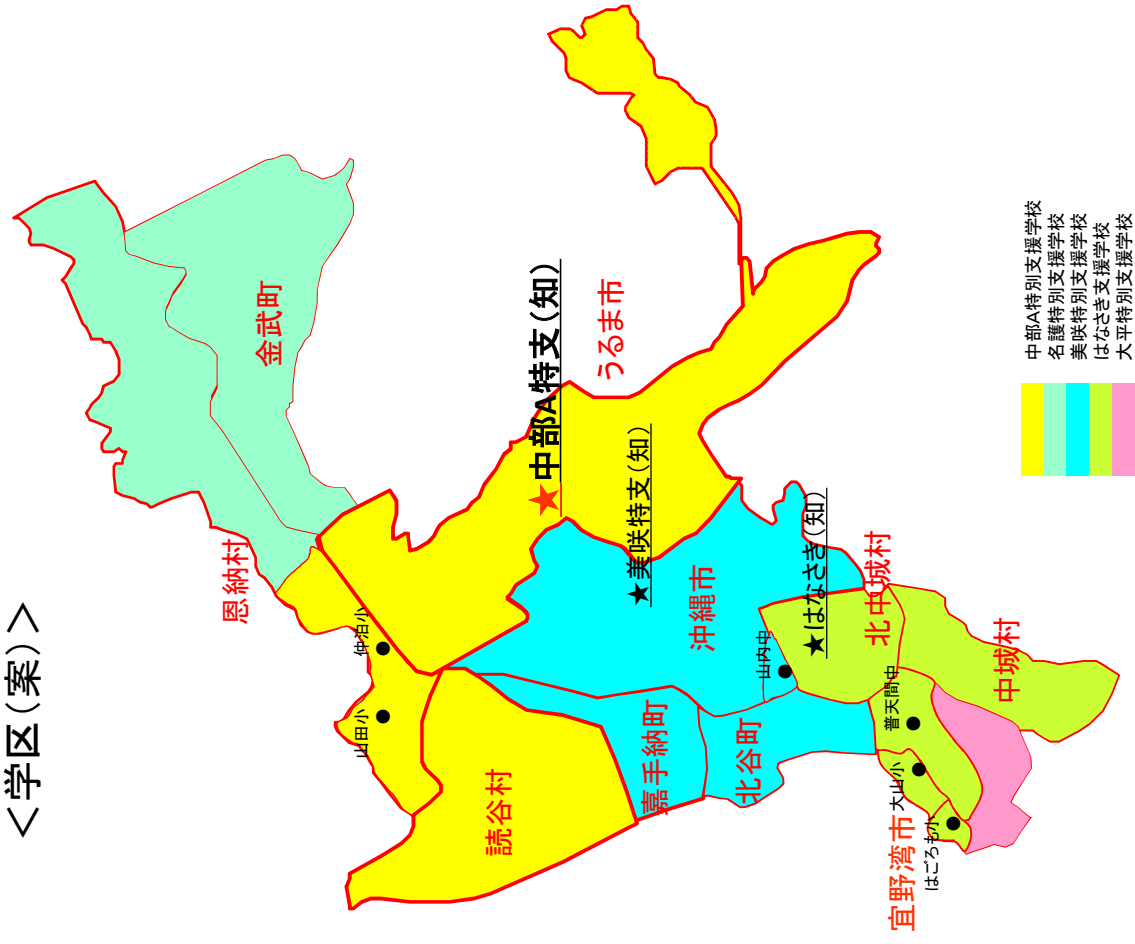 <学区(案)>
恩納村
金武町
仲泊小
山田小
★中部A特支(知)
うるま市
読谷村
★美咲特支(知)
沖縄市
嘉手納町
北谷町
山内中
★はなさき(知)
北中城村
中城村
普天間中
大山小
宜野湾市
はごろも小
中部A特別支援学校
名護特別支援学校
美咲特別支援学校
はなさき支援学校
大平特別支援学校